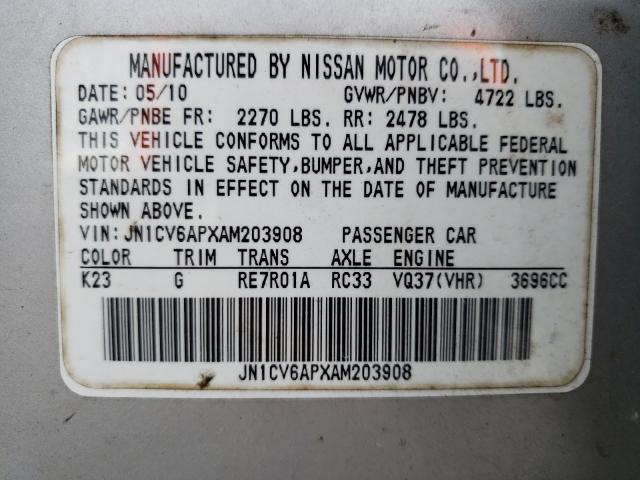 MANUFACTURED BY NISSAN MOTOR CO.,LTD.
DATE: 05/10 GVWR/PNBV: 4722 LBS.
GAWR/PNBE FR: 2270 LBS. RR: 2478 LBS.
THIS VEHICLE CONFORMS TO ALL APPLICABLE FEDERAL
MOTOR VEHICLE SAFETY,BUMPER,AND THEFT PREVENTION
STANDARDS IN EFFECT ON THE DATE OF MANUFACTURE
SHOWN ABOVE.
VIN:JN1CV6APXAM203908 PASSENGER CAR
COLOR TRIM TRANS AXLE ENGINE
K23 G RE7R01A RC33 VQ37(VHR) 3696CC
JN1CV6APXAM203908